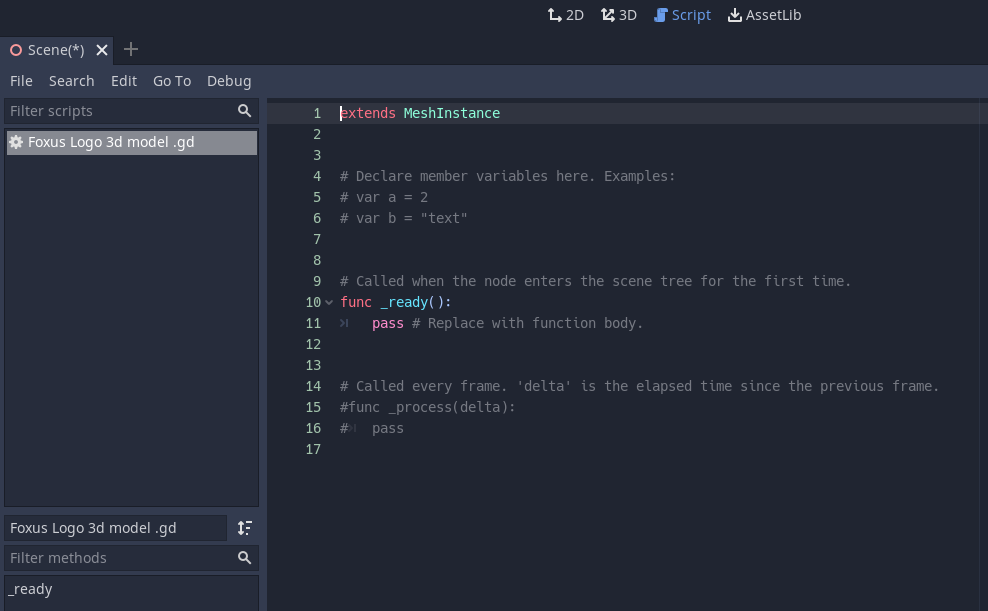 2D 3D Script AssetLib
Scene(*)
File Search Edit Go To Debug
Filter scripts
Foxus Logo 3d model .gd
1 extends MeshInstance
2
3
4 # Declare member variables here. Examples:
5 # var a = 2
6 # var b = "text"
7
8
9 # Called when the node enters the scene tree for the first time.
10 func _ready():
11 pass # Replace with function body.
12
13
14 # Called every frame. 'delta' is the elapsed time since the previous frame.
15 #func _process(delta):
16 # pass
17
Foxus Logo 3d model .gd
Filter methods
_ready